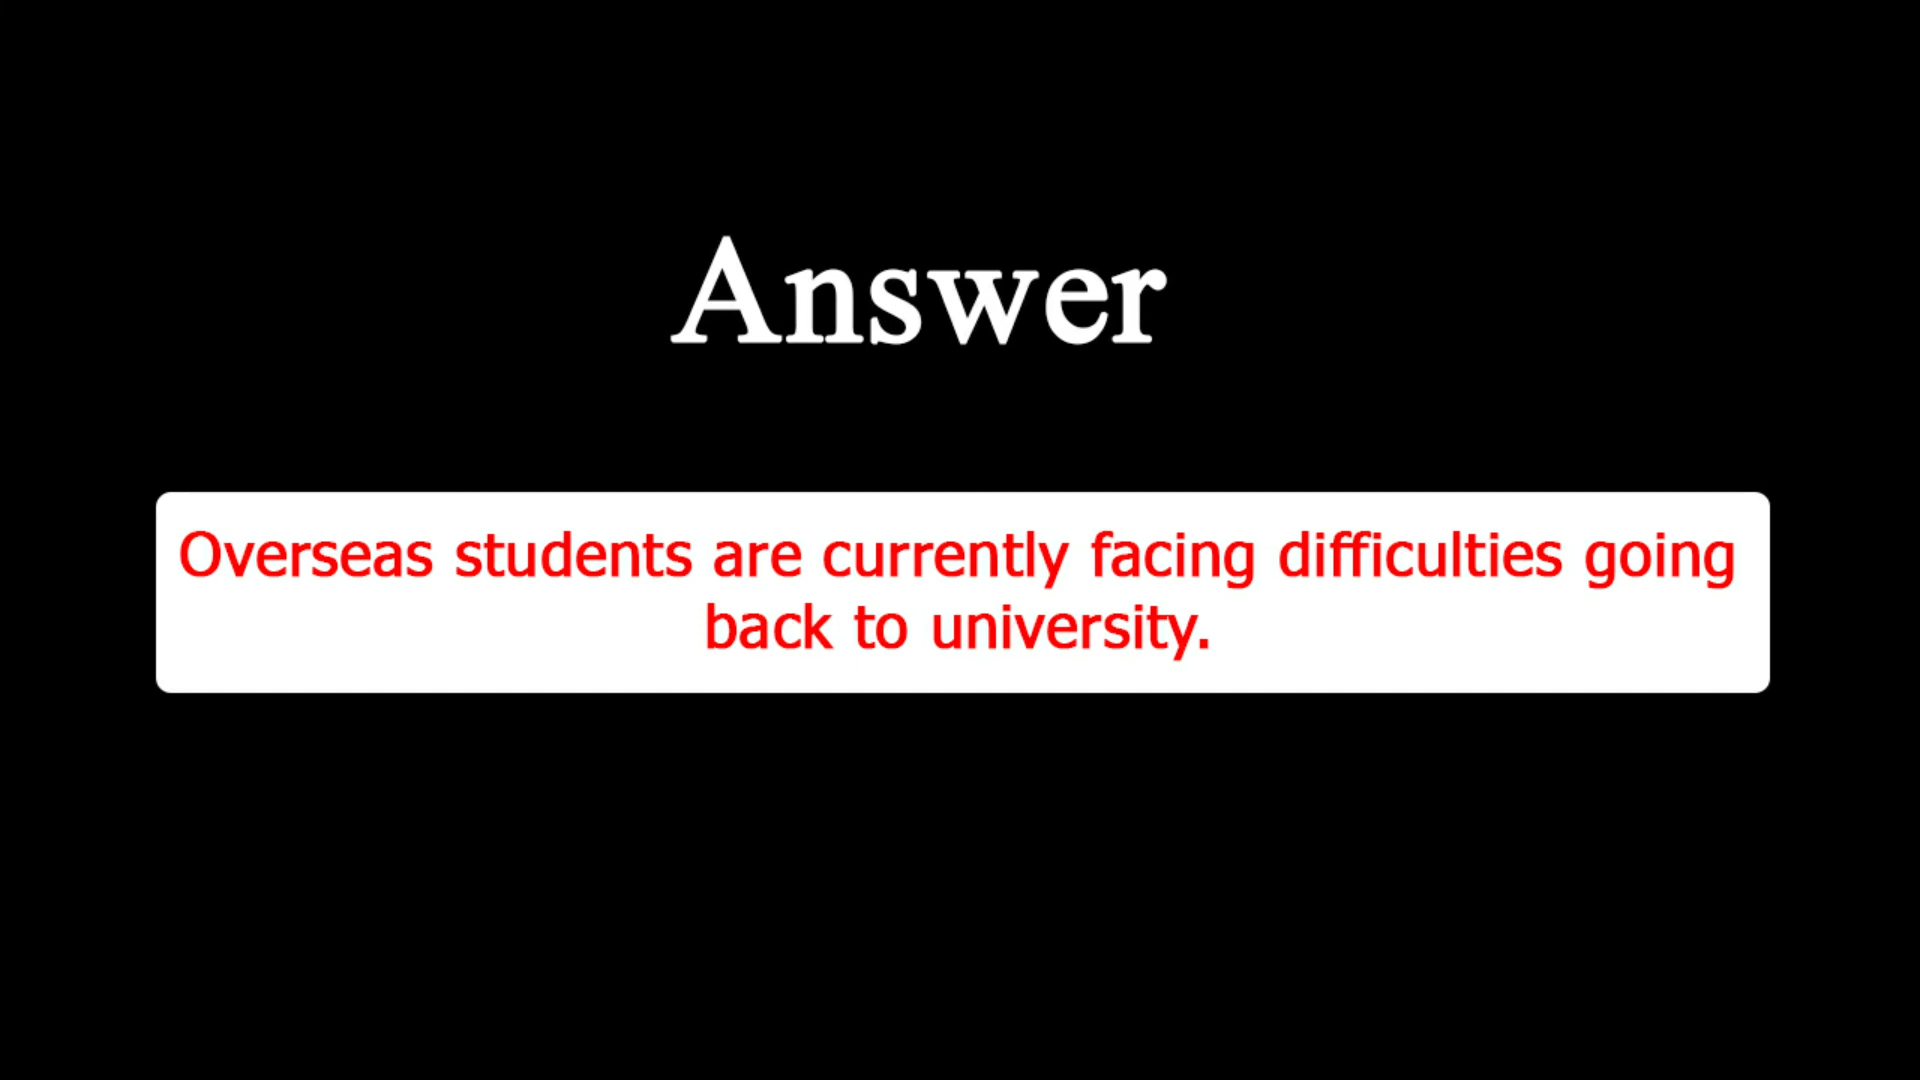 Answer
Overseas students are currently facing difficulties going
back to university.